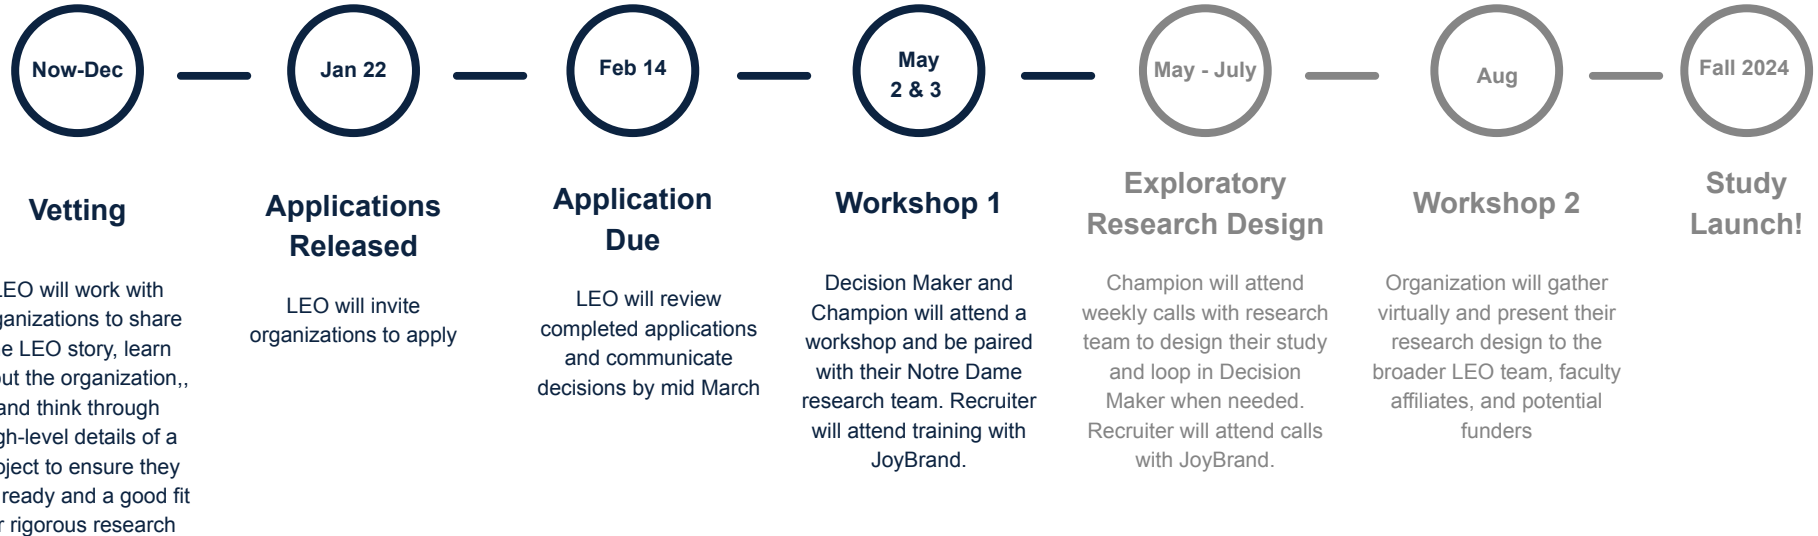 Now-Dec
Vetting
EO will work with
ganizations to share
e LEO story, learn
out the organization,,
and think through
gh-level details of a
oject to ensure they
ready and a good fit
r rigorous research
Jan 22
Applications
Released
LEO will invite
organizations to apply
Feb 14
Application
Due
LEO will review
completed applications
and communicate
decisions by mid March
May
2 & 3
Workshop 1
Decision Maker and
Champion will attend a
workshop and be paired
with their Notre Dame
research team. Recruiter
will attend training with
JoyBrand.
May - July
Exploratory
Research Design
Champion will attend
weekly calls with research
team to design their study
and loop in Decision
Maker when needed.
Recruiter will attend calls
with JoyBrand.
Aug
Workshop 2
Organization will gather
virtually and present their
research design to the
broader LEO team, faculty
affiliates, and potential
funders
Fall 2024
Study
Launch!